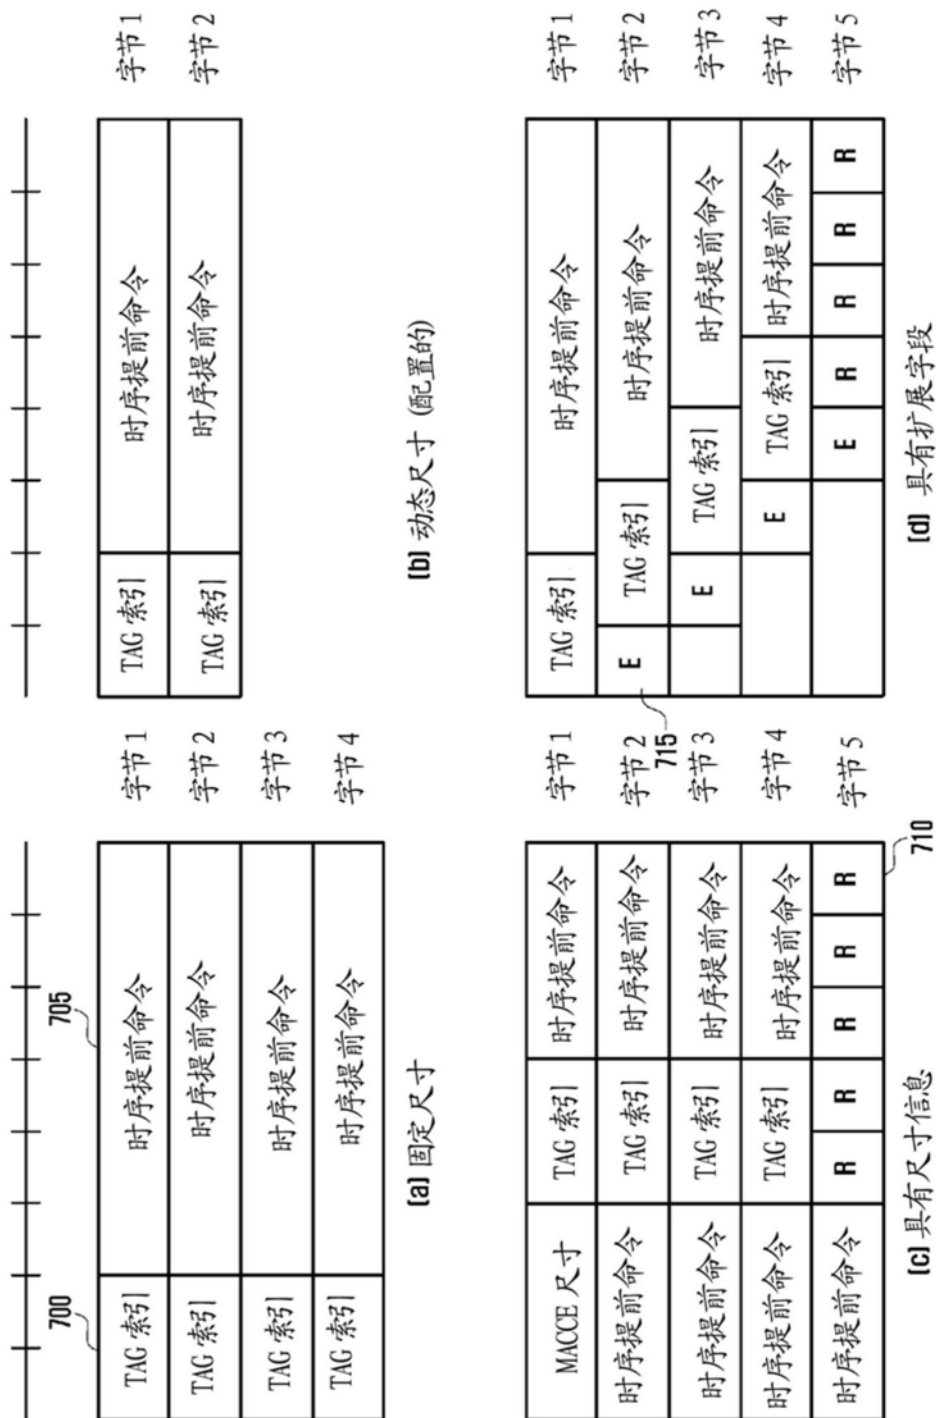 700
705
TAG 索引 时序提前命令 字节 1
TAG 索引 时序提前命令 字节 2
TAG 索引 时序提前命令 字节 3
TAG 索引 时序提前命令 字节 4
(a) 固定尺寸
TAG 索引 时序提前命令 字节 1
TAG 索引 时序提前命令 字节 2
(b) 动态尺寸 (配置的)
MACCE 尺寸 TAG 索引 时序提前命令 字节 1
时序提前命令 TAG 索引 时序提前命令 字节 2
时序提前命令 TAG 索引 时序提前命令 字节 3
时序提前命令 TAG 索引 时序提前命令 字节 4
时序提前命令 R R R R R 字节 5
710
(c) 具有尺寸信息
TAG 索引 时序提前命令 字节 1
E TAG 索引 时序提前命令 字节 2
715
E TAG 索引 时序提前命令 字节 3
E TAG 索引 时序提前命令 字节 4
E R R R R 字节 5
(d) 具有扩展字段